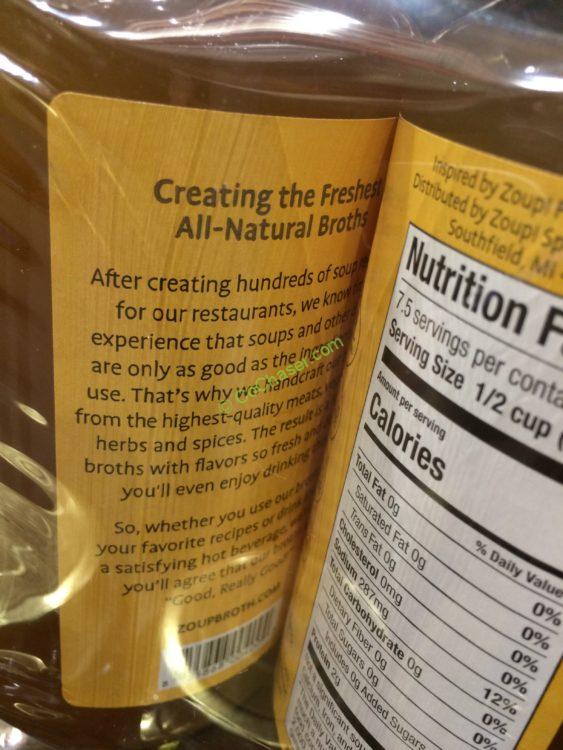 Creating the Freshest
All-Natural Broths
After creating hundreds of soup
for our restaurants, we know
experience that soups and other
are only as good as the
use. That's why we handcraft our
from the highest-quality meats,
herbs and spices. The result is
broths with flavors so fresh and
you'll even enjoy drinking
So, whether you use our
your favorite recipes or drink
a satisfying hot beverage,
you'll agree that our
"Good, Really Good
ZOUPBROTH.COM
CoChaser.com
Inspired by Zoup!
Distributed by Zoup! Sp
Southfield, MI
Nutrition F
7.5 servings per conta
Serving Size 1/2 cup (
Amount per serving
Calories
% Daily Value
Total Fat 0g 0%
Saturated Fat 0g 0%
Trans Fat 0g
Cholesterol 0mg 0%
Sodium 287mg 12%
Total Carbohydrate 0g 0%
Dietary Fiber 0g
Total Sugars 0g
Includes 0g Added Sugars
Protein 2g
significant